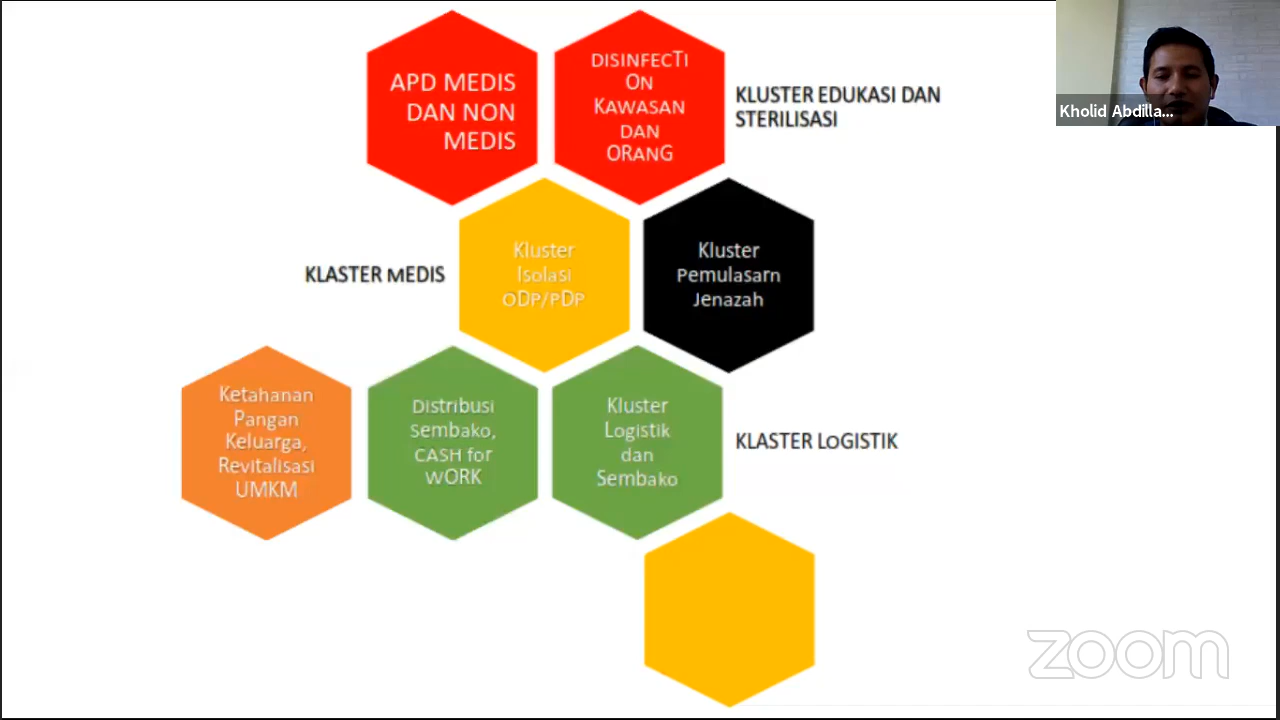 APD MEDIS
DAN NON
MEDIS
DISINFECTI
ON
KAWASAN
DAN
ORANG
KLUSTER EDUKASI DAN
STERILISASI
Kholid Abdilla...
KLASTER MEDIS
Kluster
Isolasi
ODP/PDP
Kluster
Pemulasarn
Jenazah
Ketahanan
Pangan
Keluarga,
Revitalisasi
UMKM
Distribusi
Sembako,
CASH for
WORK
Kluster
Logistik
dan
Sembako
KLASTER LOGISTIK
zoom